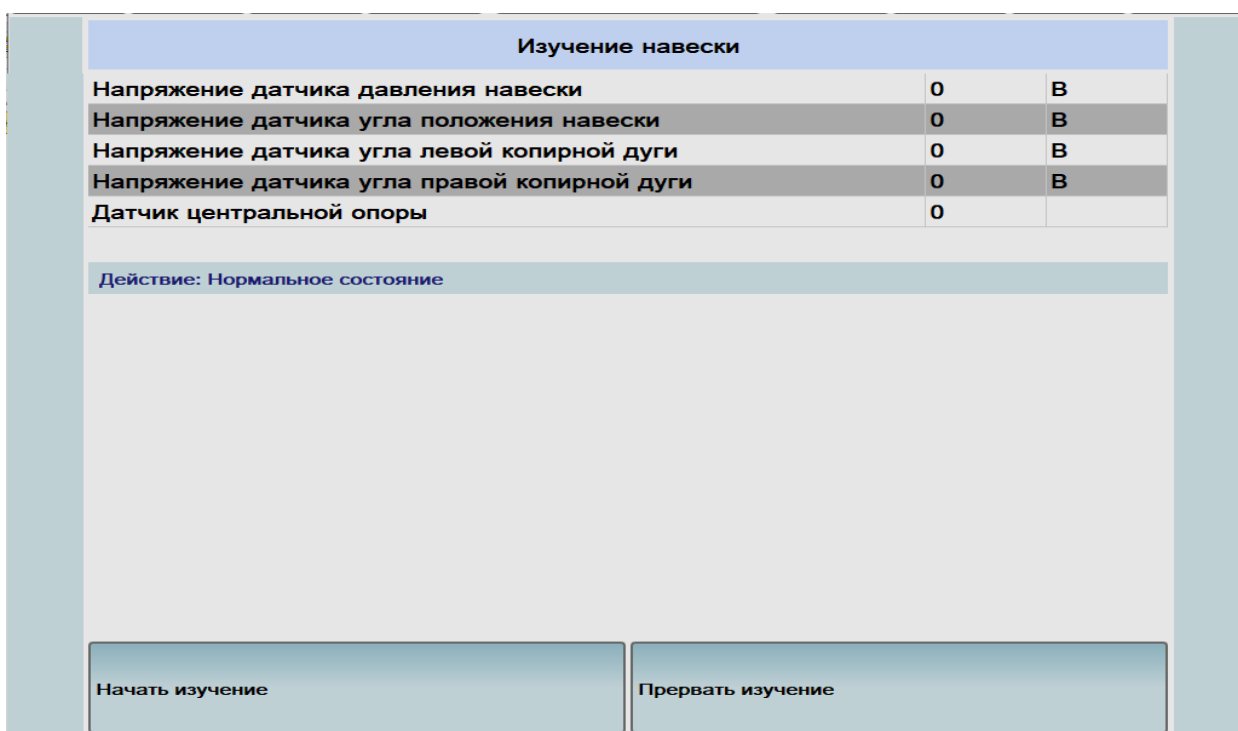 Изучение навески
Напряжение датчика давления навески 0 В
Напряжение датчика угла положения навески 0 В
Напряжение датчика угла левой копирной дуги 0 В
Напряжение датчика угла правой копирной дуги 0 В
Датчик центральной опоры 0
Действие: Нормальное состояние
Начать изучение Прервать изучение